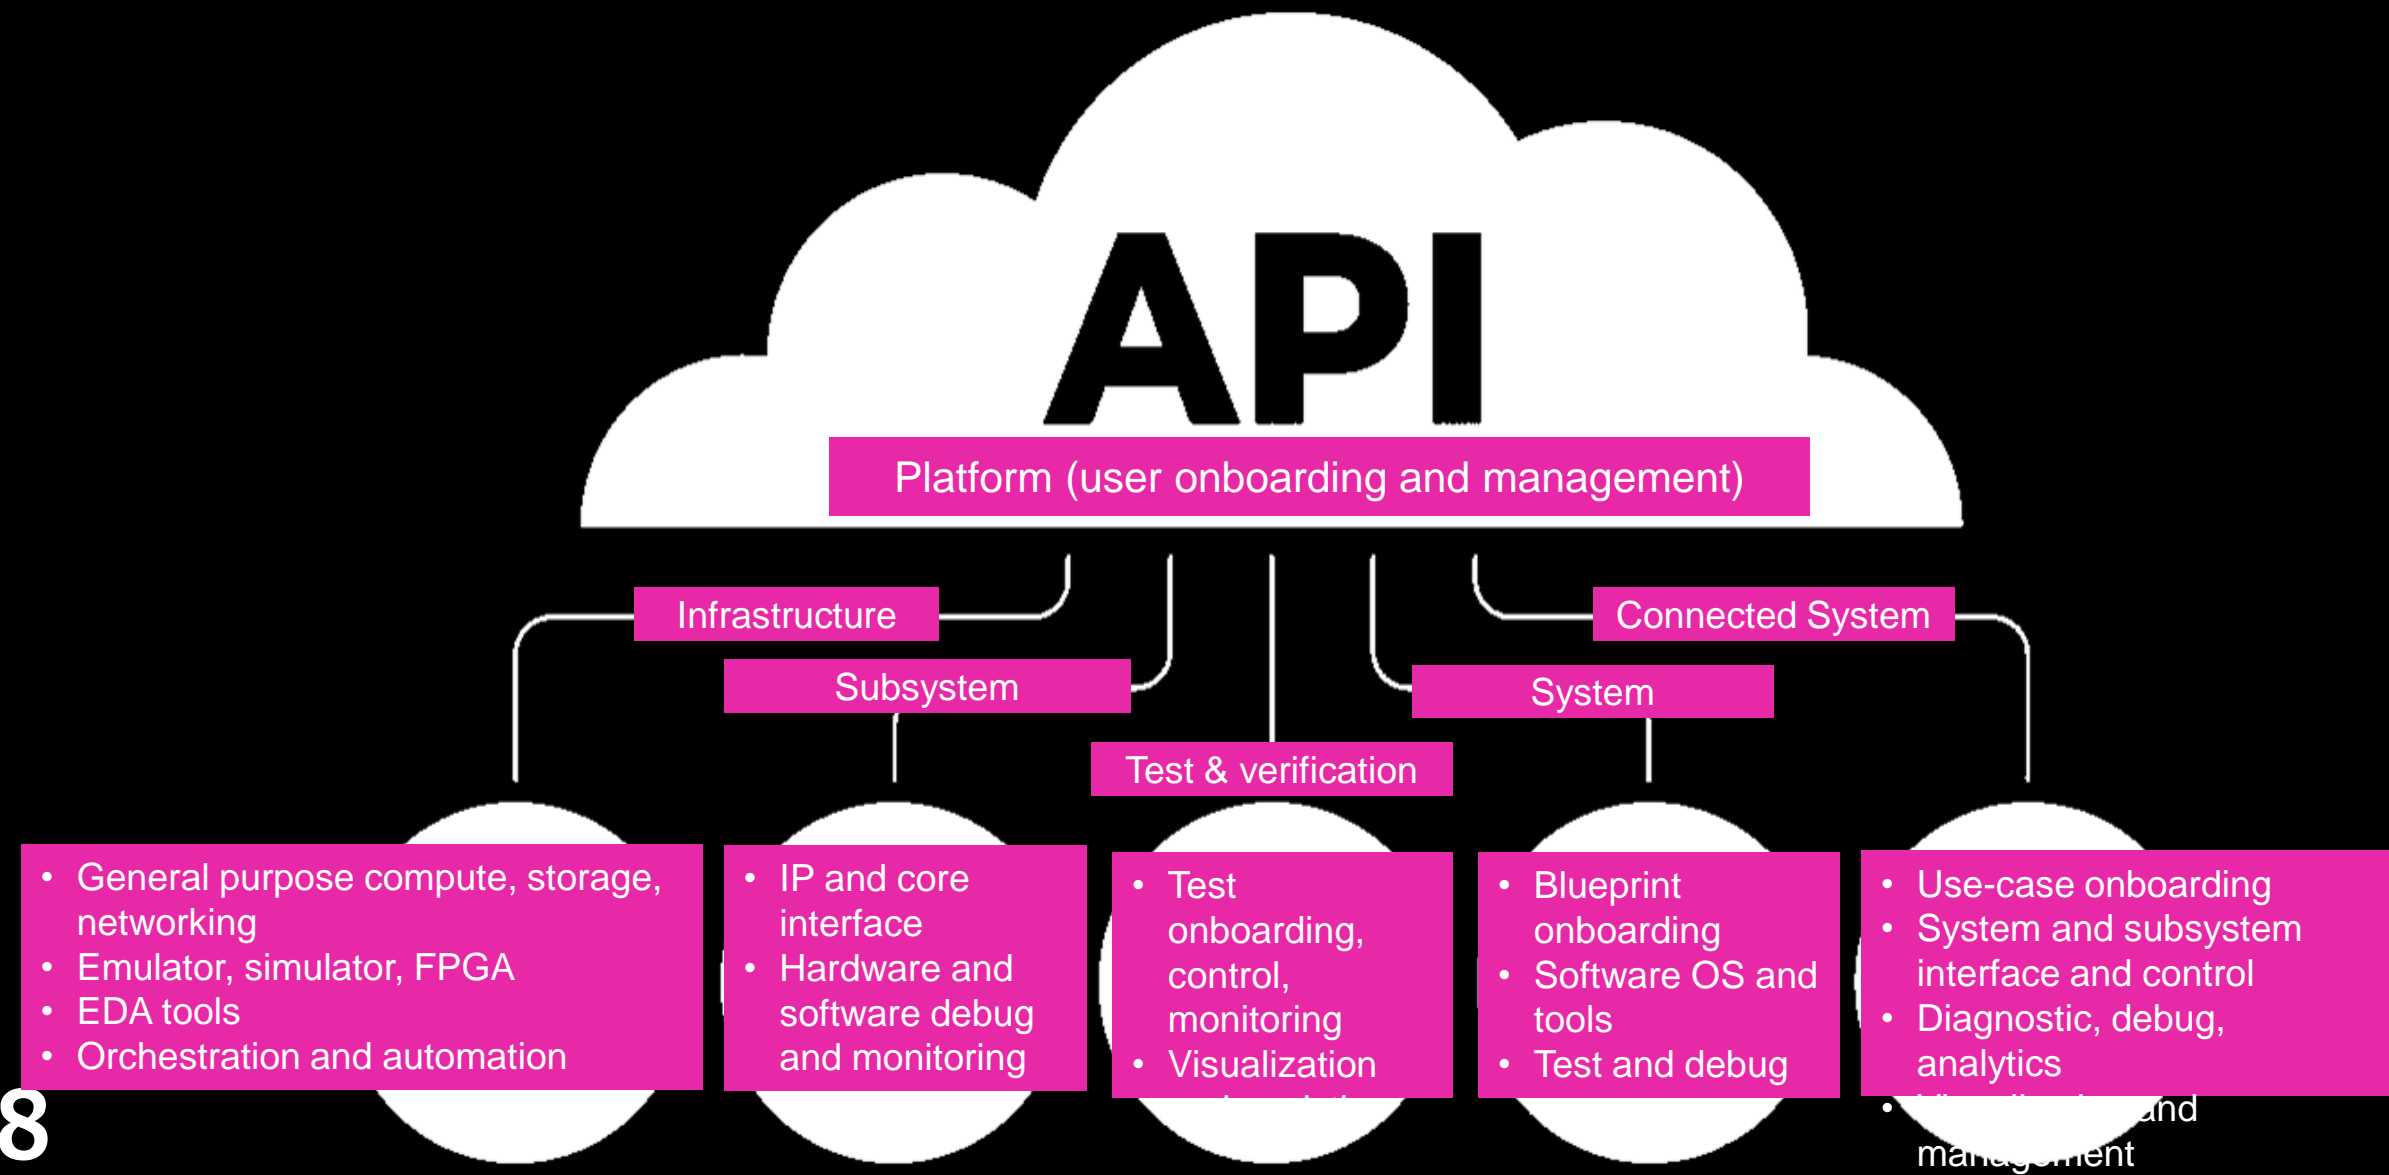 API
Platform (user onboarding and management)
Infrastructure
Connected System
Subsystem
System
Test & verification
• General purpose compute, storage,
networking
• Emulator, simulator, FPGA
• EDA tools
• Orchestration and automation
• IP and core
interface
• Hardware and
software debug
and monitoring
• Test
onboarding,
control,
monitoring
• Visualization
• Blueprint
onboarding
• Software OS and
tools
• Test and debug
• Use-case onboarding
• System and subsystem
interface and control
• Diagnostic, debug,
analytics
• and
management
8